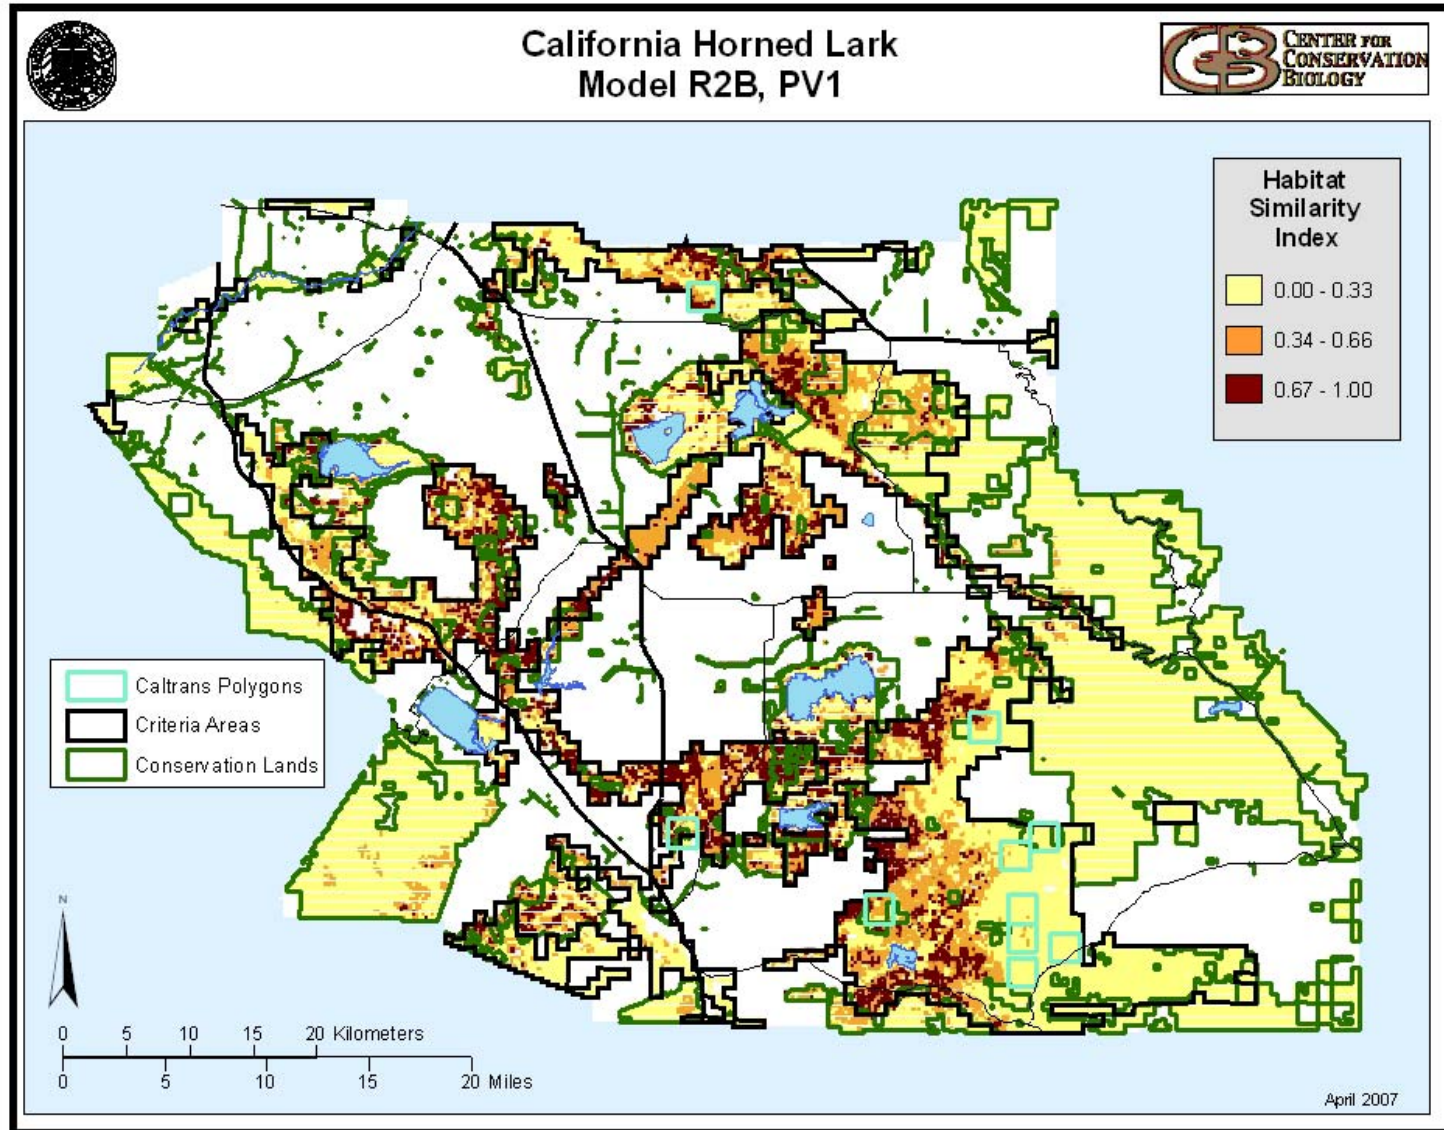 California Horned Lark
Model R2B, PV1
CENTER FOR
CONSERVATION
BIOLOGY
Habitat
Similarity
Index
0.00 - 0.33
0.34 - 0.66
0.67 - 1.00
Caltrans Polygons
Criteria Areas
Conservation Lands
N
0 5 10 15 20 Kilometers
0 5 10 15 20 Miles
April 2007